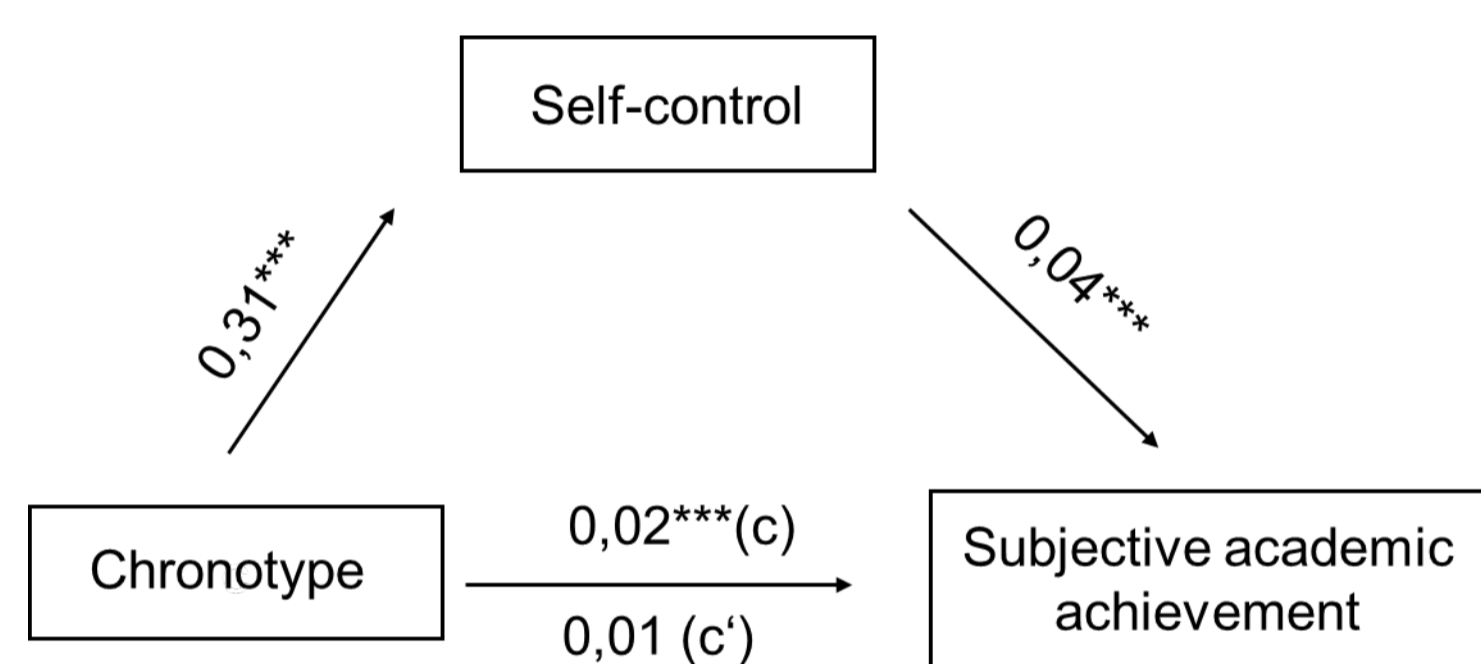 Self-control
0,31***
0,04***
Chronotype
0,02***(c)
0,01 (c‘)
Subjective academic
achievement